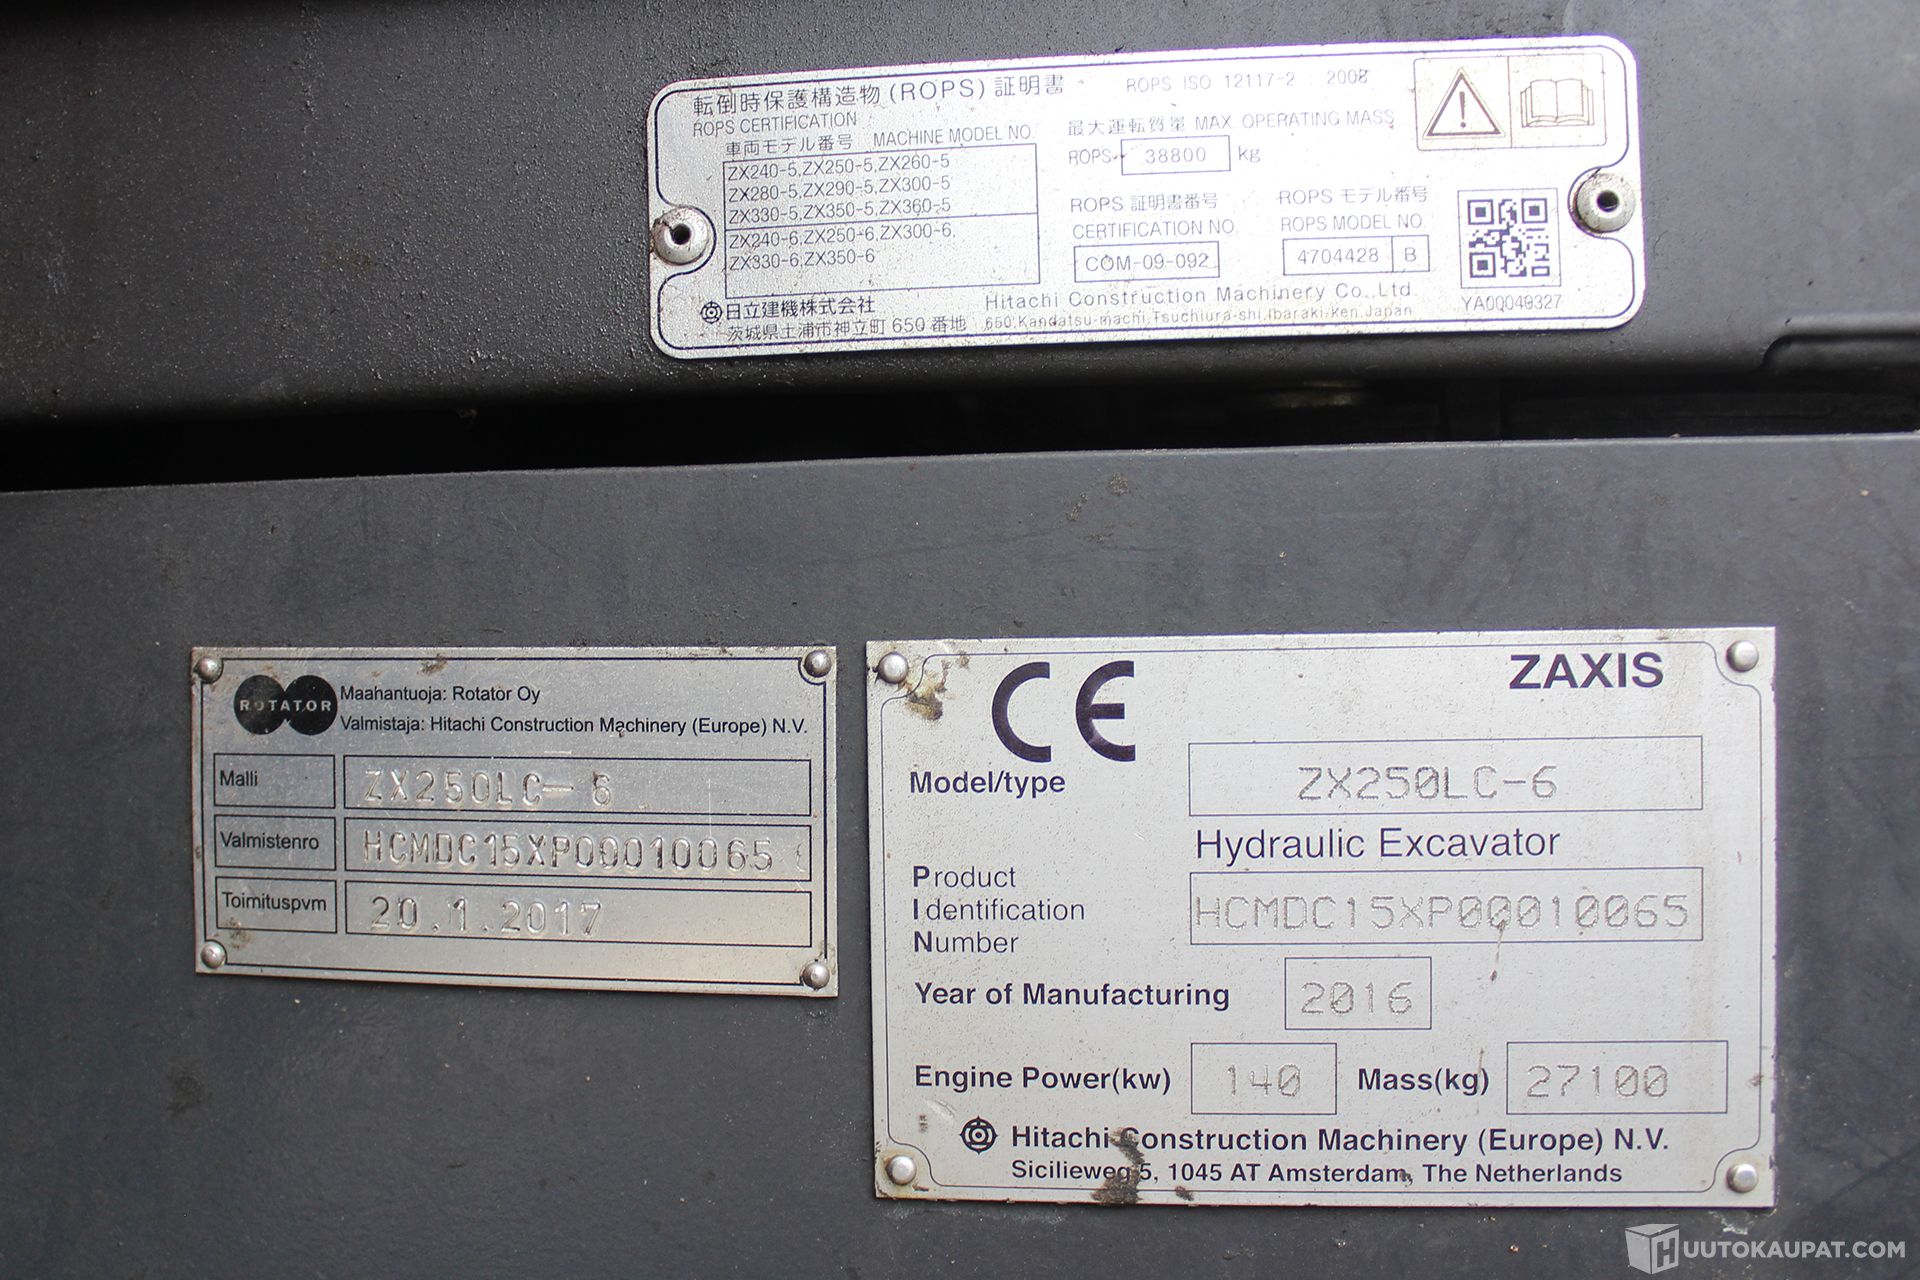 転倒時保護構造物(ROPS)証明書
ROPS CERTIFICATION
ROPS ISO 12117-2 : 2008
車両モデル番号 MACHINE MODEL NO.
ZX240-5,ZX250-5,ZX260-5
ZX280-5,ZX290-5,ZX300-5
ZX330-5,ZX350-5,ZX360-5
ZX240-6,ZX250-6,ZX300-6,
ZX330-6,ZX350-6
最大運転質量 MAX. OPERATING MASS
ROPS 38800 kg
ROPS 証明書番号
CERTIFICATION NO.
COM-09-092
ROPS モデル番号
ROPS MODEL NO.
4704428 B
YA00049327
日立建機株式会社
茨城県土浦市神立町 650 番地
Hitachi Construction Machinery Co.,Ltd
650,Kandatsu-machi,Tsuchiura-shi,Ibaraki-ken,Japan
ROTATOR
Maahantuoja: Rotator Oy
Valmistaja: Hitachi Construction Machinery (Europe) N.V.
Malli ZX250LC-6
Valmistenro HCMDC15XP00010065
Toimituspvm 20.1.2017
CE
ZAXIS
Model/type ZX250LC-6
Hydraulic Excavator
Product
Identification
Number
HCMDC15XP00010065
Year of Manufacturing 2016
Engine Power(kw) 140 Mass(kg) 27100
Hitachi Construction Machinery (Europe) N.V.
Sicilieweg 5, 1045 AT Amsterdam, The Netherlands
HUUTOKAUPAT.COM